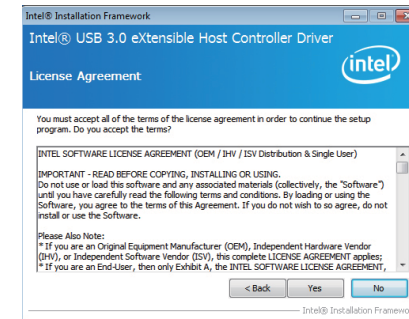 Intel® Installation Framework
Intel® USB 3.0 eXtensible Host Controller Driver
License Agreement
intel
You must accept all of the terms of the license agreement in order to continue the setup
program. Do you accept the terms?
INTEL SOFTWARE LICENSE AGREEMENT (OEM / IHV / ISV Distribution & Single User)
IMPORTANT - READ BEFORE COPYING, INSTALLING OR USING.
Do not use or load this software and any associated materials (collectively, the "Software")
until you have carefully read the following terms and conditions. By loading or using the
Software, you agree to the terms of this Agreement. If you do not wish to so agree, do not
install or use the Software.
Please Also Note:
* If you are an Original Equipment Manufacturer (OEM), Independent Hardware Vendor
(IHV), or Independent Software Vendor (ISV), this complete LICENSE AGREEMENT applies;
* If you are an End-User, then only Exhibit A, the INTEL SOFTWARE LICENSE AGREEMENT,
< Back Yes No
Intel® Installation Framewo